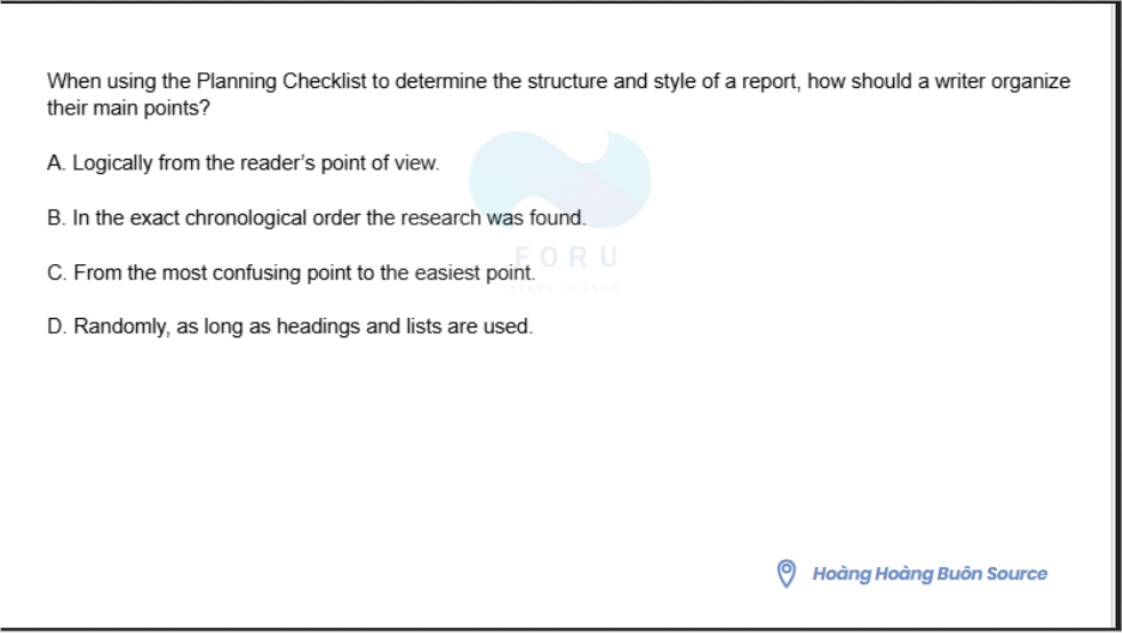 When using the Planning Checklist to determine the structure and style of a report, how should a writer organize
their main points?
A. Logically from the reader's point of view.
B. In the exact chronological order the research was found.
C. From the most confusing point to the easiest point.
D. Randomly, as long as headings and lists are used.
FORU
LEARN TO KNOW
Hoàng Hoàng Buôn Source